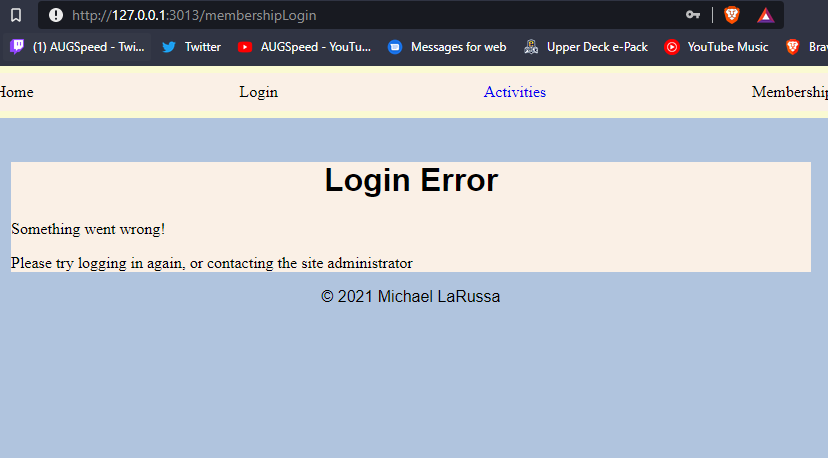 http://127.0.0.1:3013/membershipLogin
(1) AUGSpeed - Twi... Twitter AUGSpeed - YouTu... Messages for web Upper Deck e-Pack YouTube Music Brav
Home Login Activities Membership
Login Error
Something went wrong!
Please try logging in again, or contacting the site administrator
© 2021 Michael LaRussa